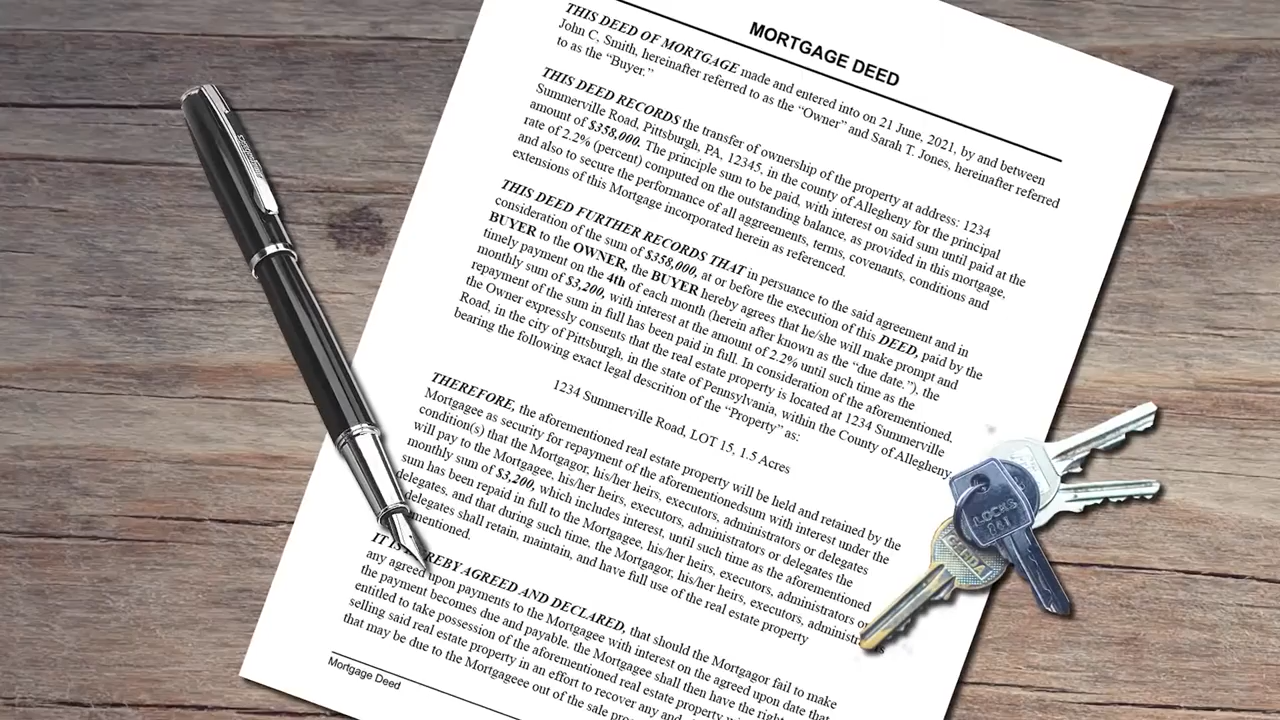 MORTGAGE DEED
THIS DEED OF MORTGAGE made and entered into on 21 June, 2021, by and between
John C, Smith, hereinafter referred to as the “Owner” and Sarah T. Jones, hereinafter referred
to as the “Buyer.”
THIS DEED RECORDS the transfer of ownership of the property at address: 1234
Summerville Road, Pittsburgh, PA, 12345, in the county of Allegheny for the principal
amount of $358,000. The principle sum to be paid, with interest on said sum until paid at the
rate of 2.2% (percent) computed on the outstanding balance, as provided in this mortgage,
and also to secure the performance of all aggreements, terms, covenants, conditions and
extensions of this Mortgage incorporated herein as referenced.
THIS DEED FURTHER RECORDS THAT in persuance to the said agreement and in
consideration of the sum of $358,000, at or before the execution of this DEED, paid by the
BUYER to the OWNER, the BUYER hereby agrees that he/she will make prompt and
timely payment on the 4th of each month (herein after known as the “due date.”), the
monthly sum of $3,200, with interest at the amount of 2.2% until such time as the
repayment of the sum in full has been paid in full. In consideration of the aforementioned,
the Owner expressly consents that the real estate property is located at 1234 Summerville
Road, in the city of Pittsburgh, in the state of Pennsylvania, within the County of Allegheny,
bearing the following exact legal descrition of the “Property” as:
1234 Summerville Road, LOT 15, 1.5 Acres
THEREFORE, the aforementioned real estate property will be held and retained by the
Mortgagee as security for repayment of the aforementionedsum with interest under the
condition(s) that the Mortgagor, his/her heirs, executors, administrators or delegates
will pay to the Mortgagee, his/her heirs, executors, administrators or delegates the
monthly sum of $3,200, which includes interest, until such time as the aforementioned
sum has been repaid in full to the Mortgagee, his/her heirs, executors, administrators or
delegates, and that during such time, the Mortgagor, his/her heirs, executors,
delegates shall retain, maintain, and have full use of the real estate property
mentioned.
IT IS AGREED AND DECLARED, that should the Mortgagor fail to make
any agreed upon payments to the Mortgagee with interest on the agreed upon date that
the payment becomes due and payable, the Mortgagee shall then have the
entitled to take possession of the aforementioned real estate property
selling said real estate property in an effort to recover any and
that may be due to the Mortgageee out of the sale
Mortgage Deed
LOCKS